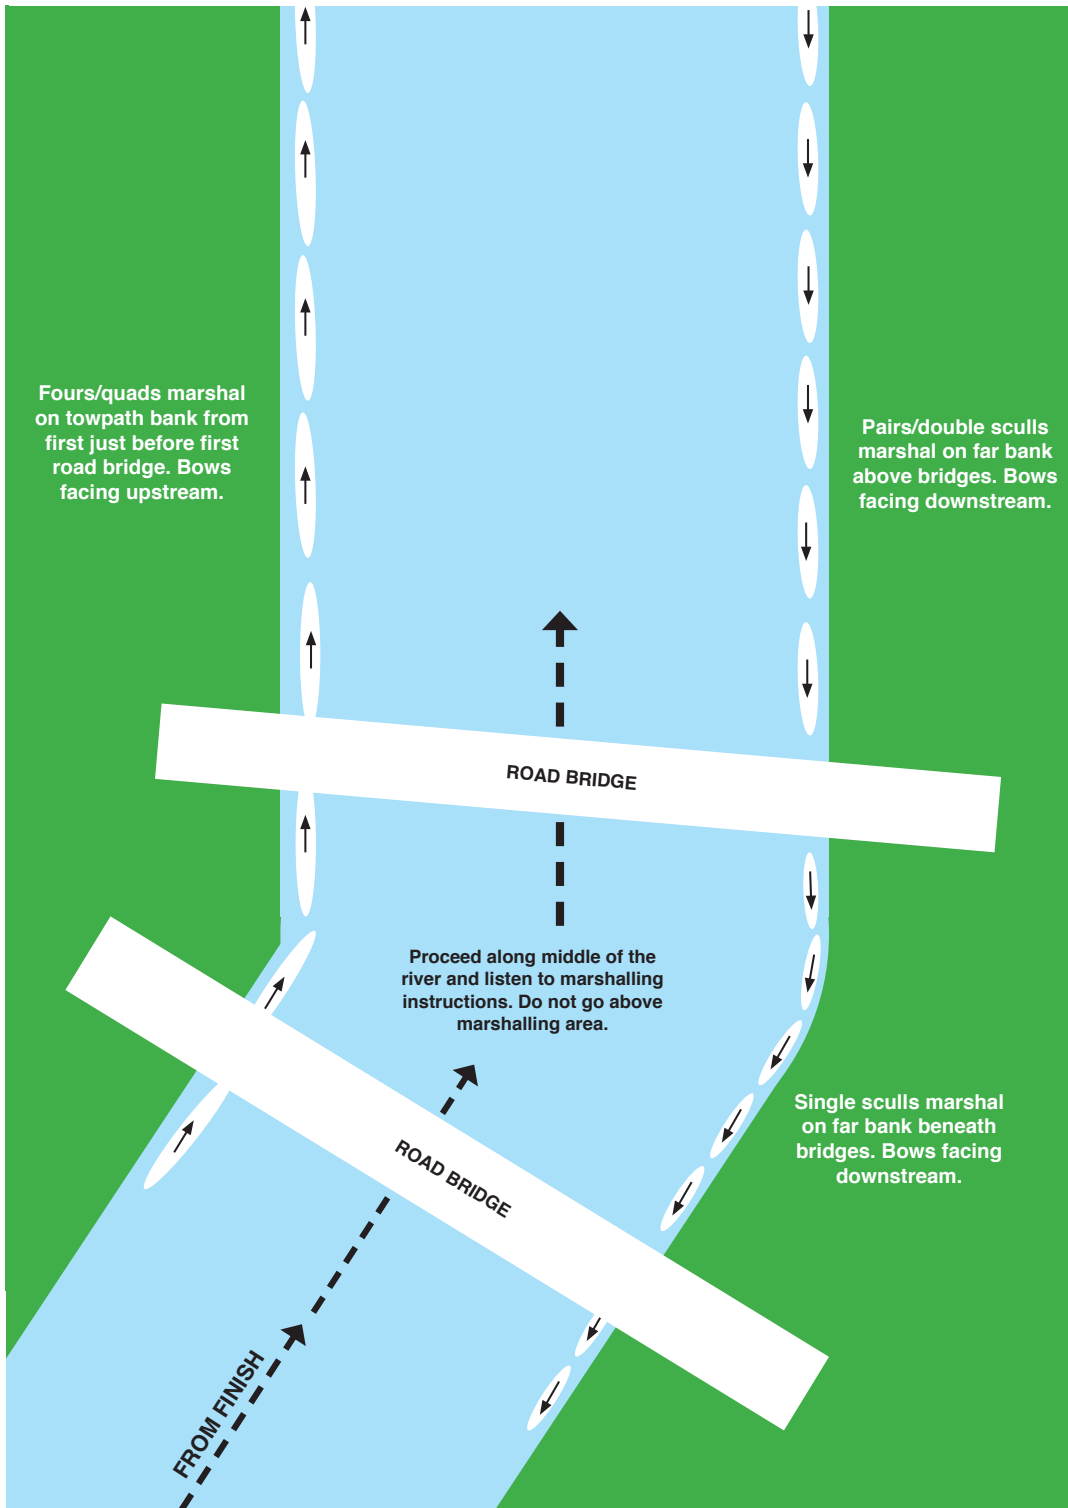 Fours/quads marshal
on towpath bank from
first just before first
road bridge. Bows
facing upstream.
Pairs/double sculls
marshal on far bank
above bridges. Bows
facing downstream.
ROAD BRIDGE
Proceed along middle of the
river and listen to marshalling
instructions. Do not go above
marshalling area.
Single sculls marshal
on far bank beneath
bridges. Bows facing
downstream.
ROAD BRIDGE
FROM FINISH